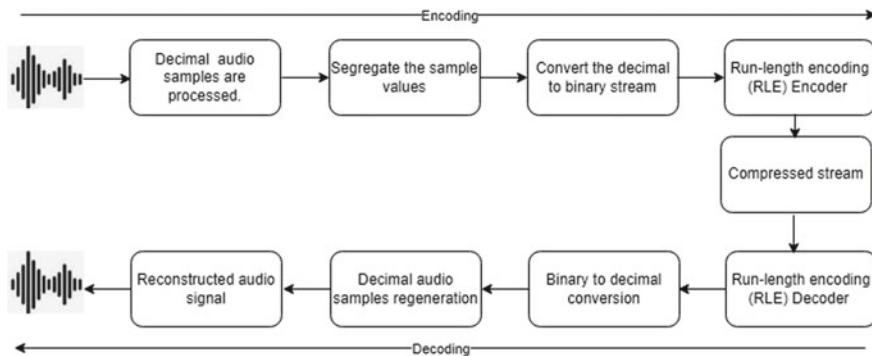 Encoding
Decimal audio
samples are
processed.
Segregate the sample
values
Convert the decimal
to binary stream
Run-length encoding
(RLE) Encoder
Compressed stream
Reconstructed audio
signal
Decimal audio
samples regeneration
Binary to decimal
conversion
Run-length encoding
(RLE) Decoder
Decoding